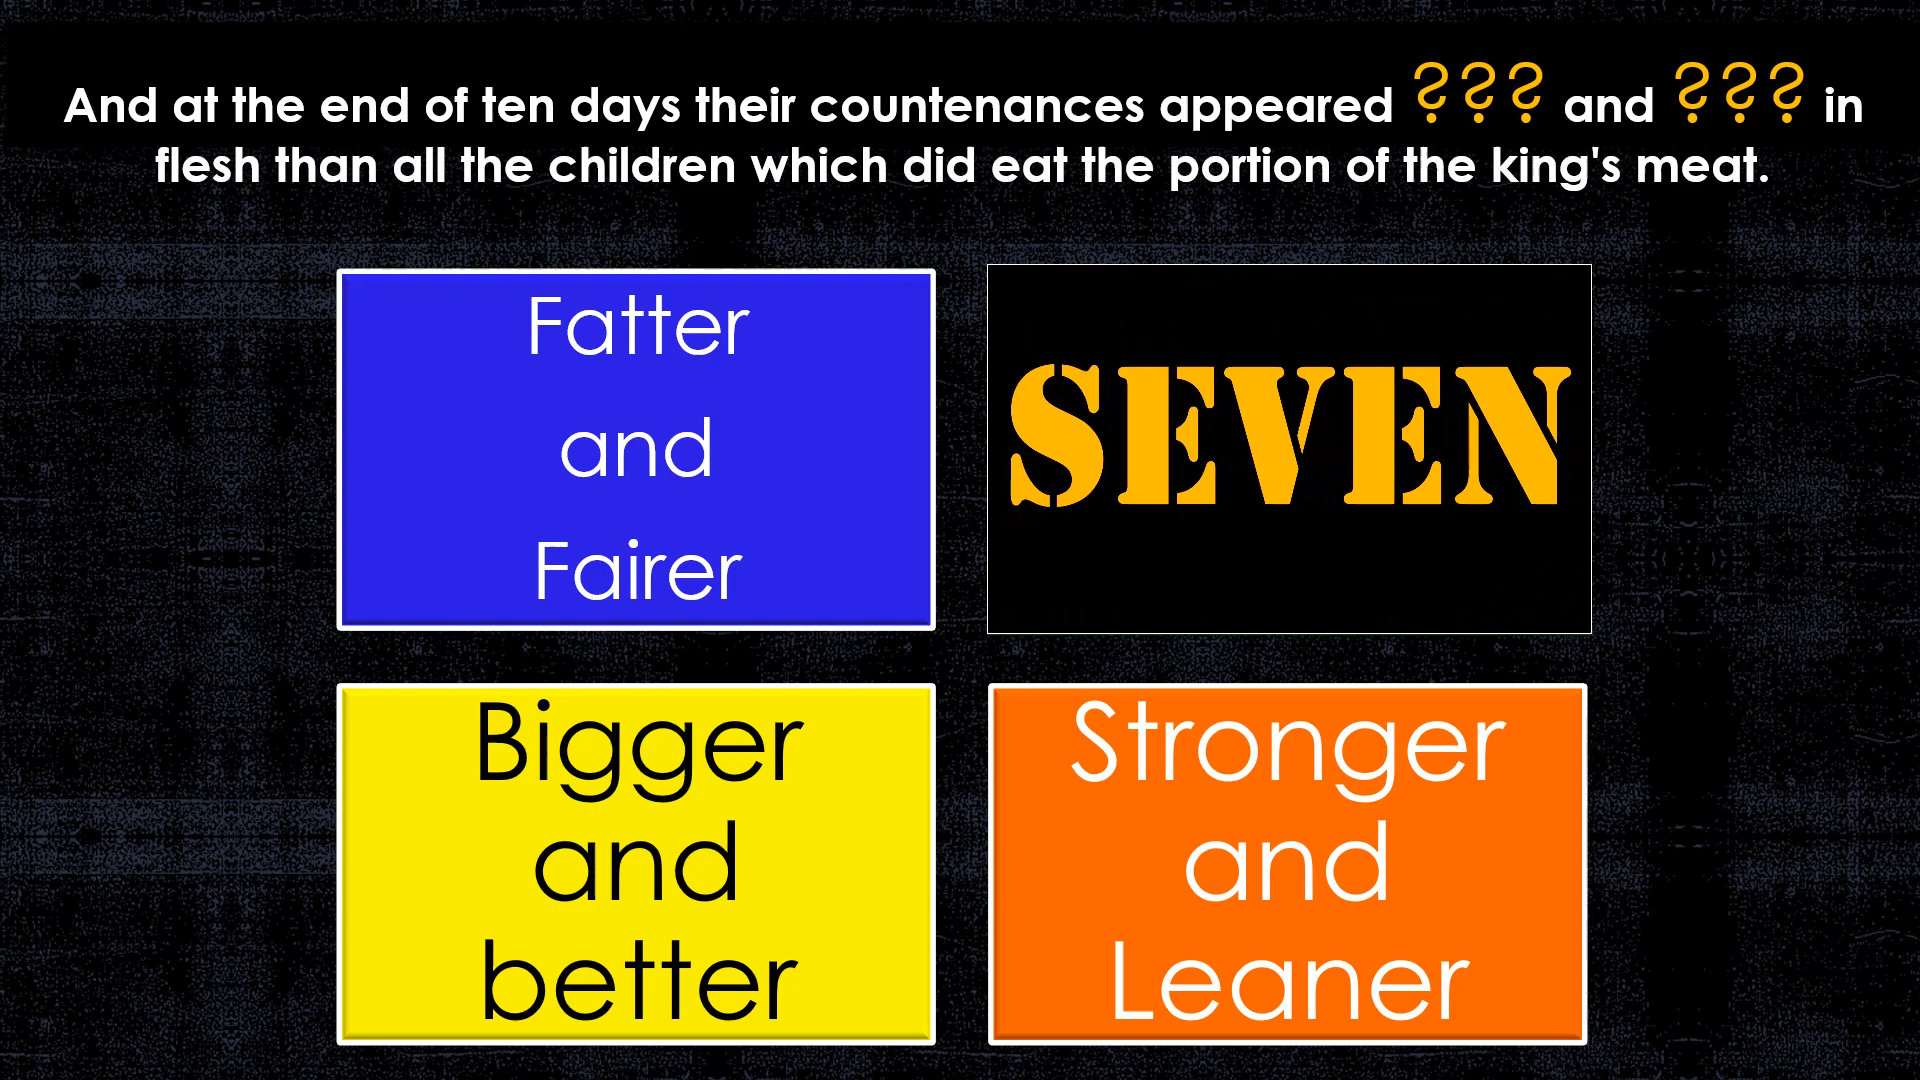 And at the end of ten days their countenances appeared ??? and ??? in
flesh than all the children which did eat the portion of the king's meat.
Fatter
and
Fairer
SEVEN
Bigger
and
better
Stronger
and
Leaner